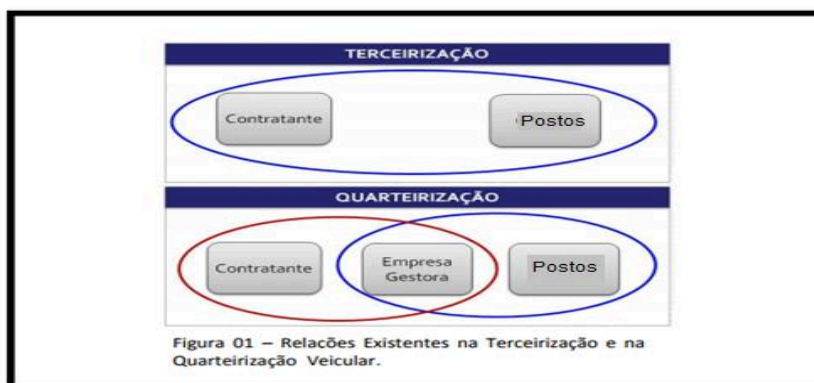 TERCEIRIZAÇÃO
Contratante
Postos
QUARTEIRIZAÇÃO
Contratante
Empresa
Gestora
Postos
Figura 01 – Relações Existentes na Terceirização e na
Quarteirização Veicular.